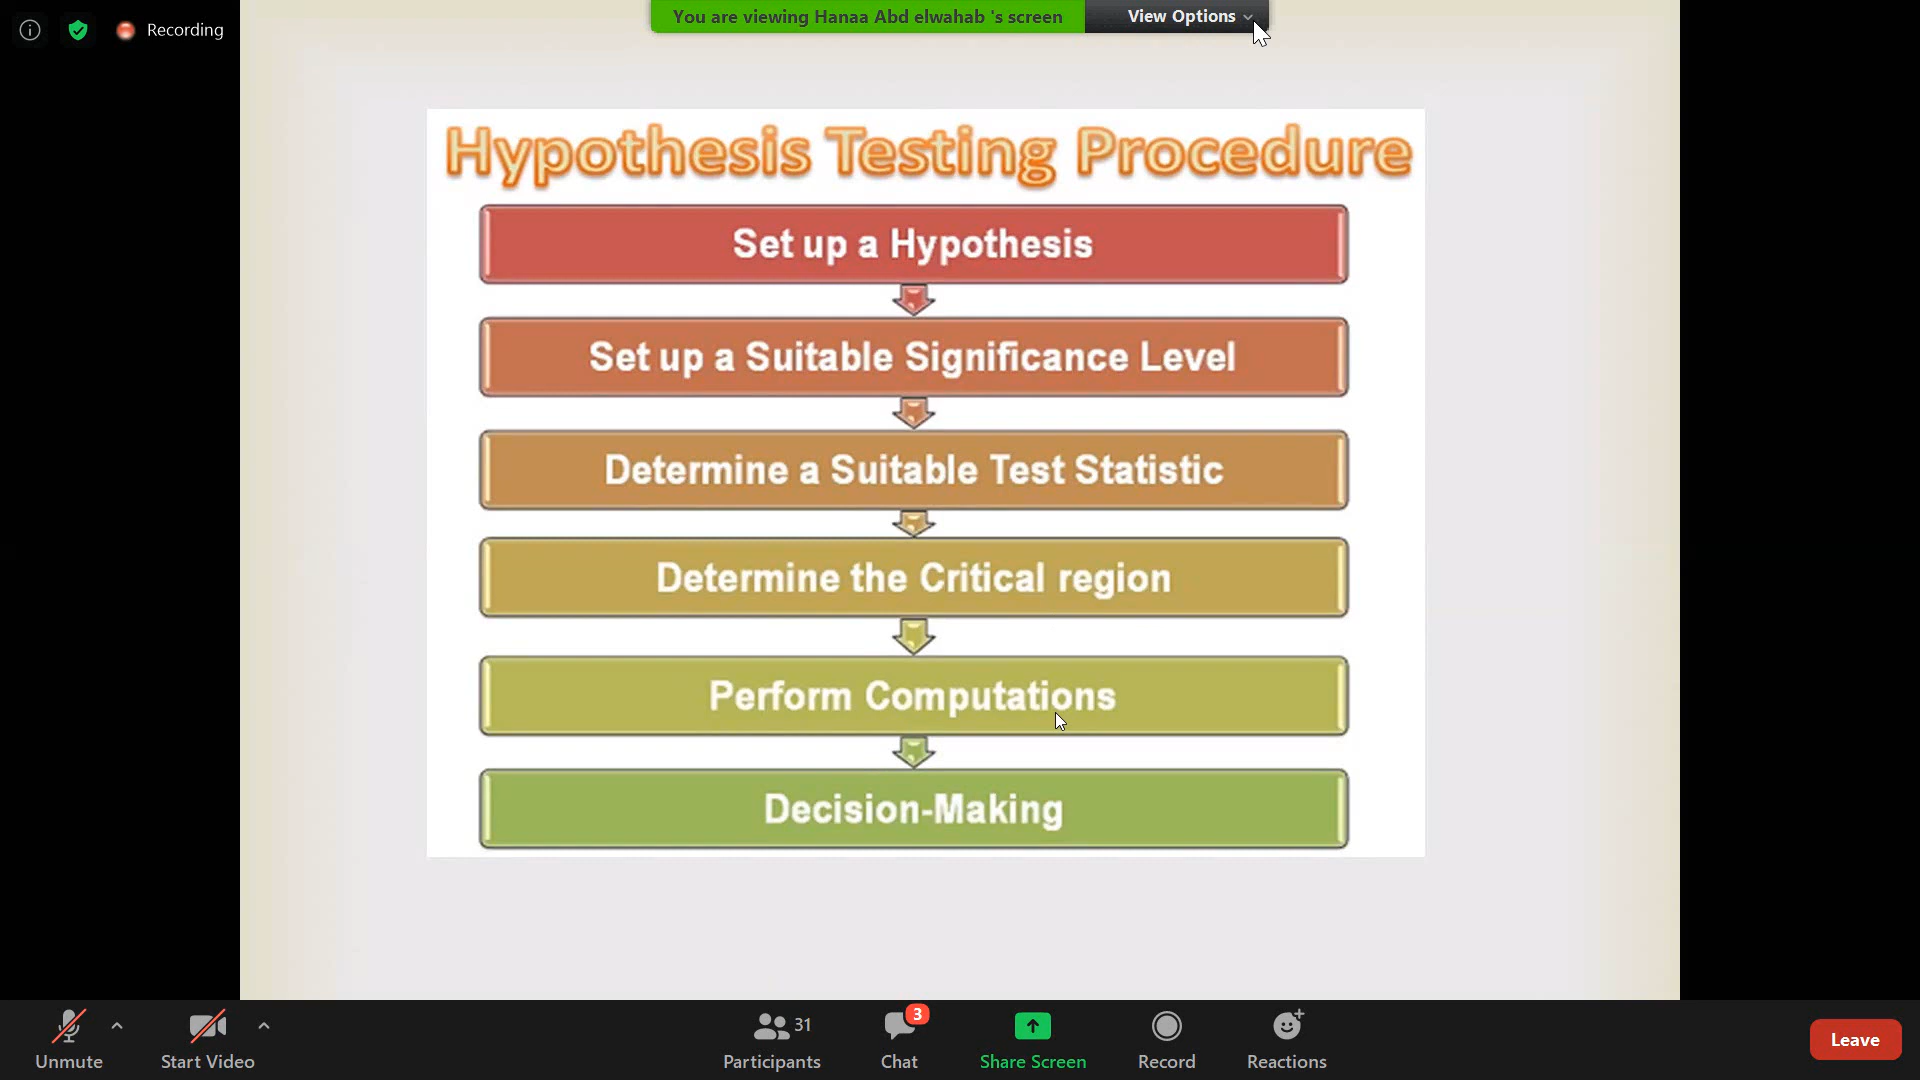 Recording
You are viewing Hanaa Abd elwahab 's screen
View Options
Hypothesis Testing Procedure
Set up a Hypothesis
Set up a Suitable Significance Level
Determine a Suitable Test Statistic
Determine the Critical region
Perform Computations
Decision-Making
Unmute
Start Video
31
Participants
3
Chat
Share Screen
Record
Reactions
Leave